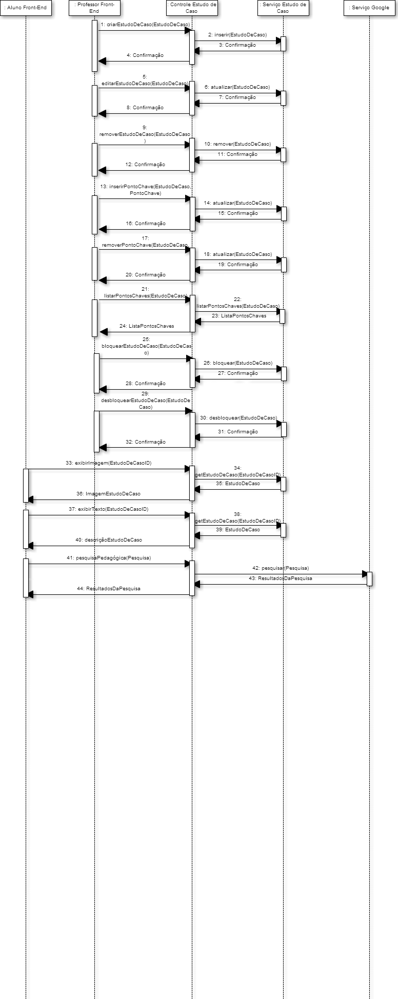 : Aluno Front-End
: Professor Front-
End
: Controle Estudo de
Caso
: Serviço Estudo de
Caso
: Serviço Google
1: criarEstudoDeCaso(EstudoDeCaso)
2: inserir(EstudoDeCaso)
3: Confirmação
4: Confirmação
5:
editarEstudoDeCaso(EstudoDeCaso)
6: atualizar(EstudoDeCaso)
7: Confirmação
8: Confirmação
9:
removerEstudoDeCaso(EstudoDeCaso
)
10: remover(EstudoDeCaso)
11: Confirmação
12: Confirmação
13: inserirPontoChave(EstudoDeCaso,
PontoChave)
14: atualizar(EstudoDeCaso)
15: Confirmação
16: Confirmação
17:
removerPontoChave(EstudoDeCaso,
18: atualizar(EstudoDeCaso)
19: Confirmação
20: Confirmação
21:
listarPontosChaves(EstudoDeCaso)
22:
listarPontosChaves(EstudoDeCaso)
23: ListaPontosChaves
24: ListaPontosChaves
25:
bloquearEstudoDeCaso(EstudoDeCas
o)
26: bloquear(EstudoDeCaso)
27: Confirmação
28: Confirmação
29:
desbloquearEstudoDeCaso(EstudoDe
Caso)
30: desbloquear(EstudoDeCaso)
31: Confirmação
32: Confirmação
33: exibirImagem(EstudoDeCasoID)
34:
getEstudoDeCaso(EstudoDeCasoID)
35: EstudoDeCaso
36: ImagemEstudoDeCaso
37: exibirTexto(EstudoDeCasoID)
38:
getEstudoDeCaso(EstudoDeCasoID)
39: EstudoDeCaso
40: descriçãoEstudoDeCaso
41: pesquisaPedagógica(Pesquisa)
42: pesquisar(Pesquisa)
43: ResultadosDaPesquisa
44: ResultadosDaPesquisa